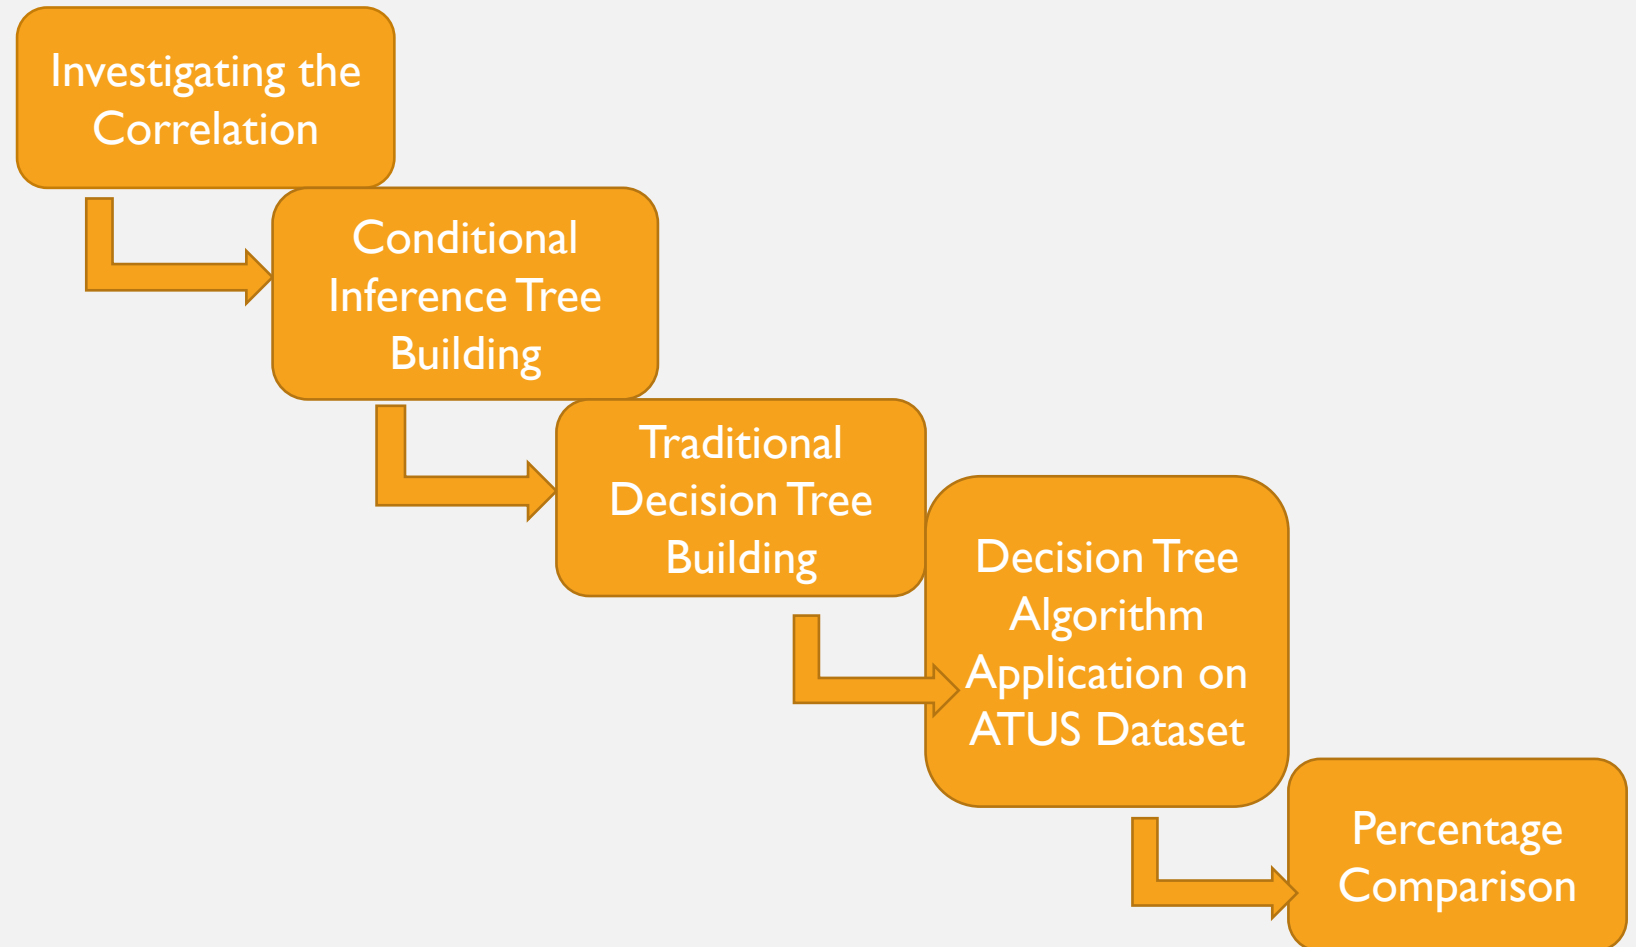 Investigating the
Correlation
Conditional
Inference Tree
Building
Traditional
Decision Tree
Building
Decision Tree
Algorithm
Application on
ATUS Dataset
Percentage
Comparison